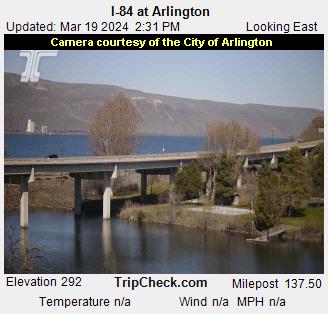 I-84 at Arlington
Updated: Mar 19 2024 2:31 PM Looking East
Camera courtesy of the City of Arlington
Elevation 292 TripCheck.com Milepost 137.50
Temperature n/a Wind n/a MPH n/a